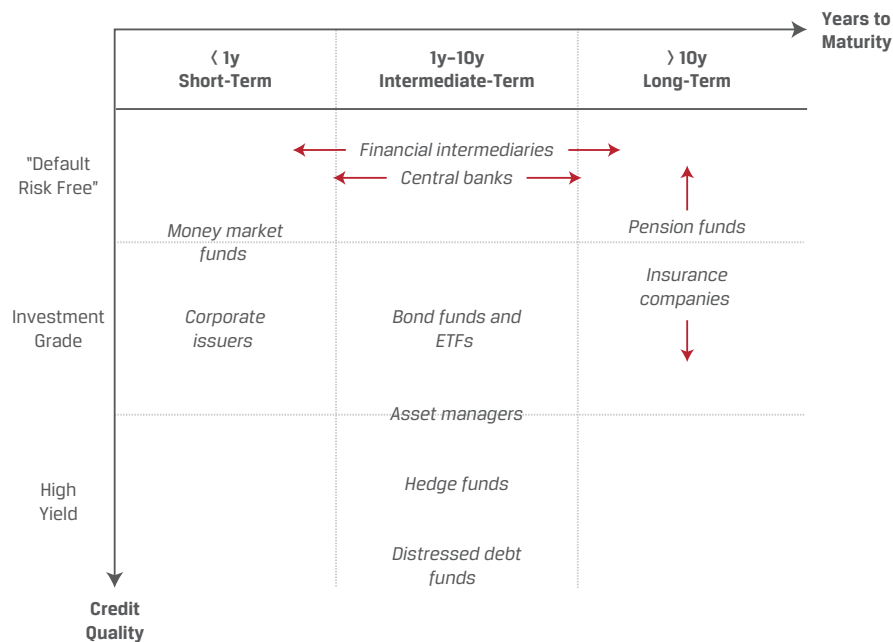 Years to
Maturity
〈 1y
Short-Term
1y–10y
Intermediate-Term
〉 10y
Long-Term
"Default
Risk Free"
Financial intermediaries
Central banks
Money market
funds
Pension funds
Investment
Grade
Corporate
issuers
Bond funds and
ETFs
Insurance
companies
Asset managers
High
Yield
Hedge funds
Distressed debt
funds
Credit
Quality